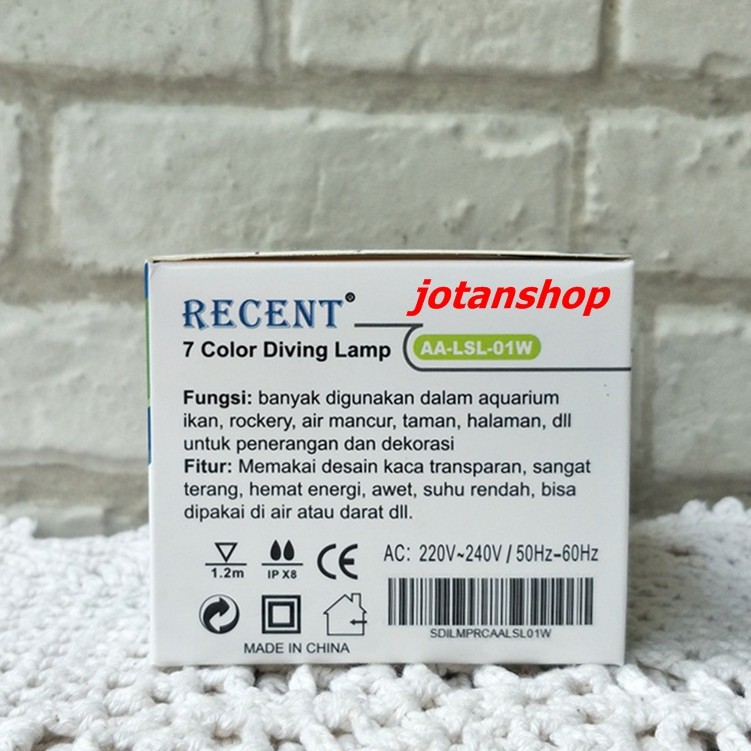 jotanshop
RECENT®
7 Color Diving Lamp
AA-LSL-01W
Fungsi: banyak digunakan dalam aquarium
ikan, rockery, air mancur, taman, halaman, dll
untuk penerangan dan dekorasi
Fitur: Memakai desain kaca transparan, sangat
terang, hemat energi, awet, suhu rendah, bisa
dipakai di air atau darat dll.
1.2m
IP X8
CE
AC: 220V~240V / 50Hz-60Hz
SDILMPRCAALSL01W
MADE IN CHINA